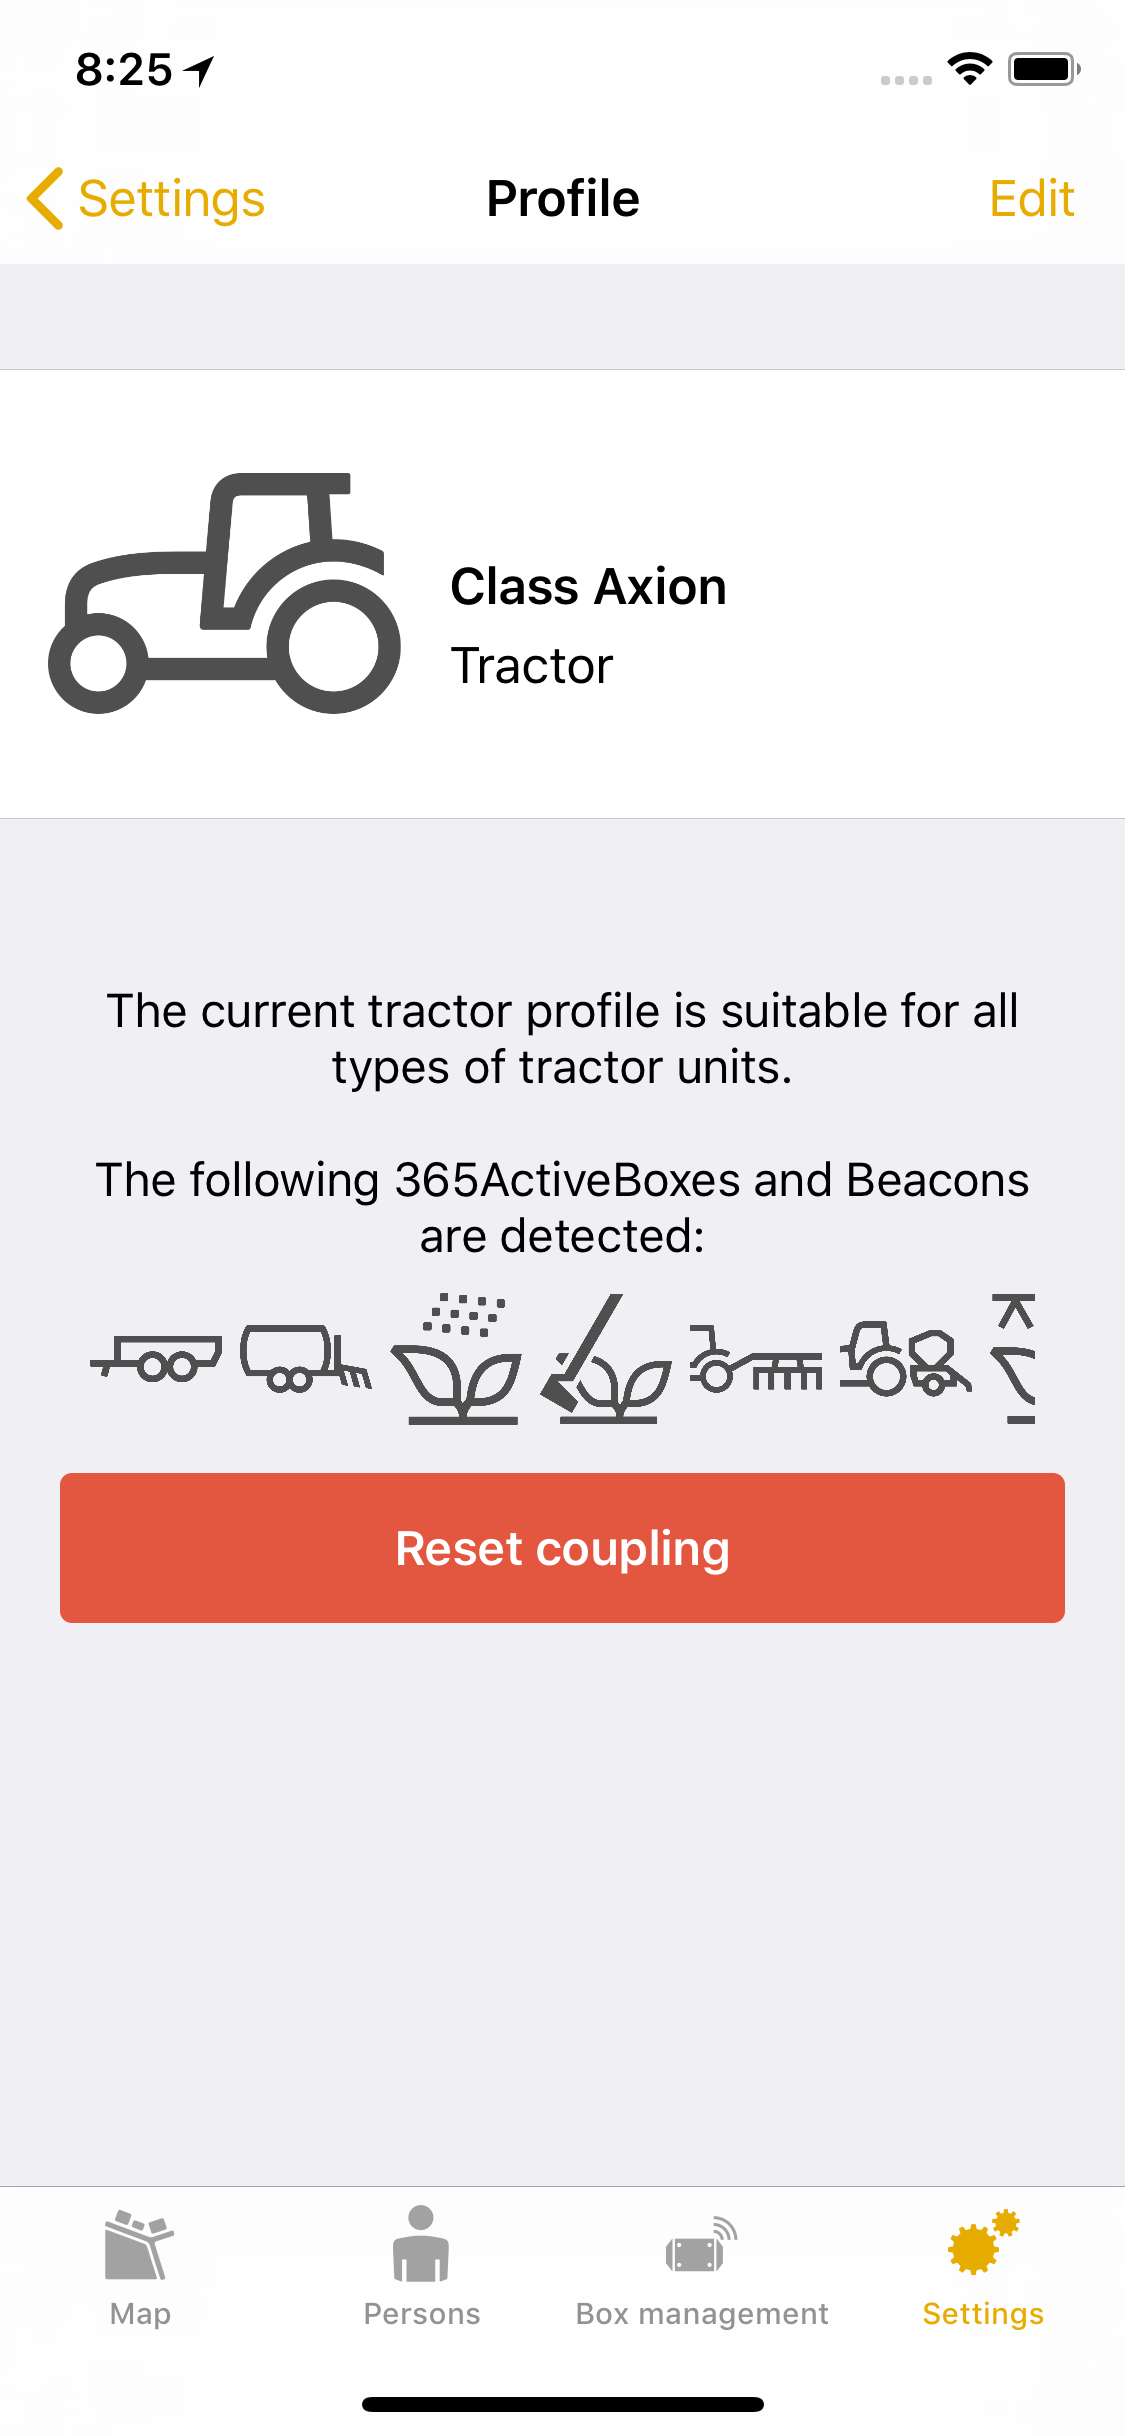 8:25
Settings
Profile
Edit
Class Axion
Tractor
The current tractor profile is suitable for all
types of tractor units.
The following 365ActiveBoxes and Beacons
are detected:
Reset coupling
Map
Persons
Box management
Settings